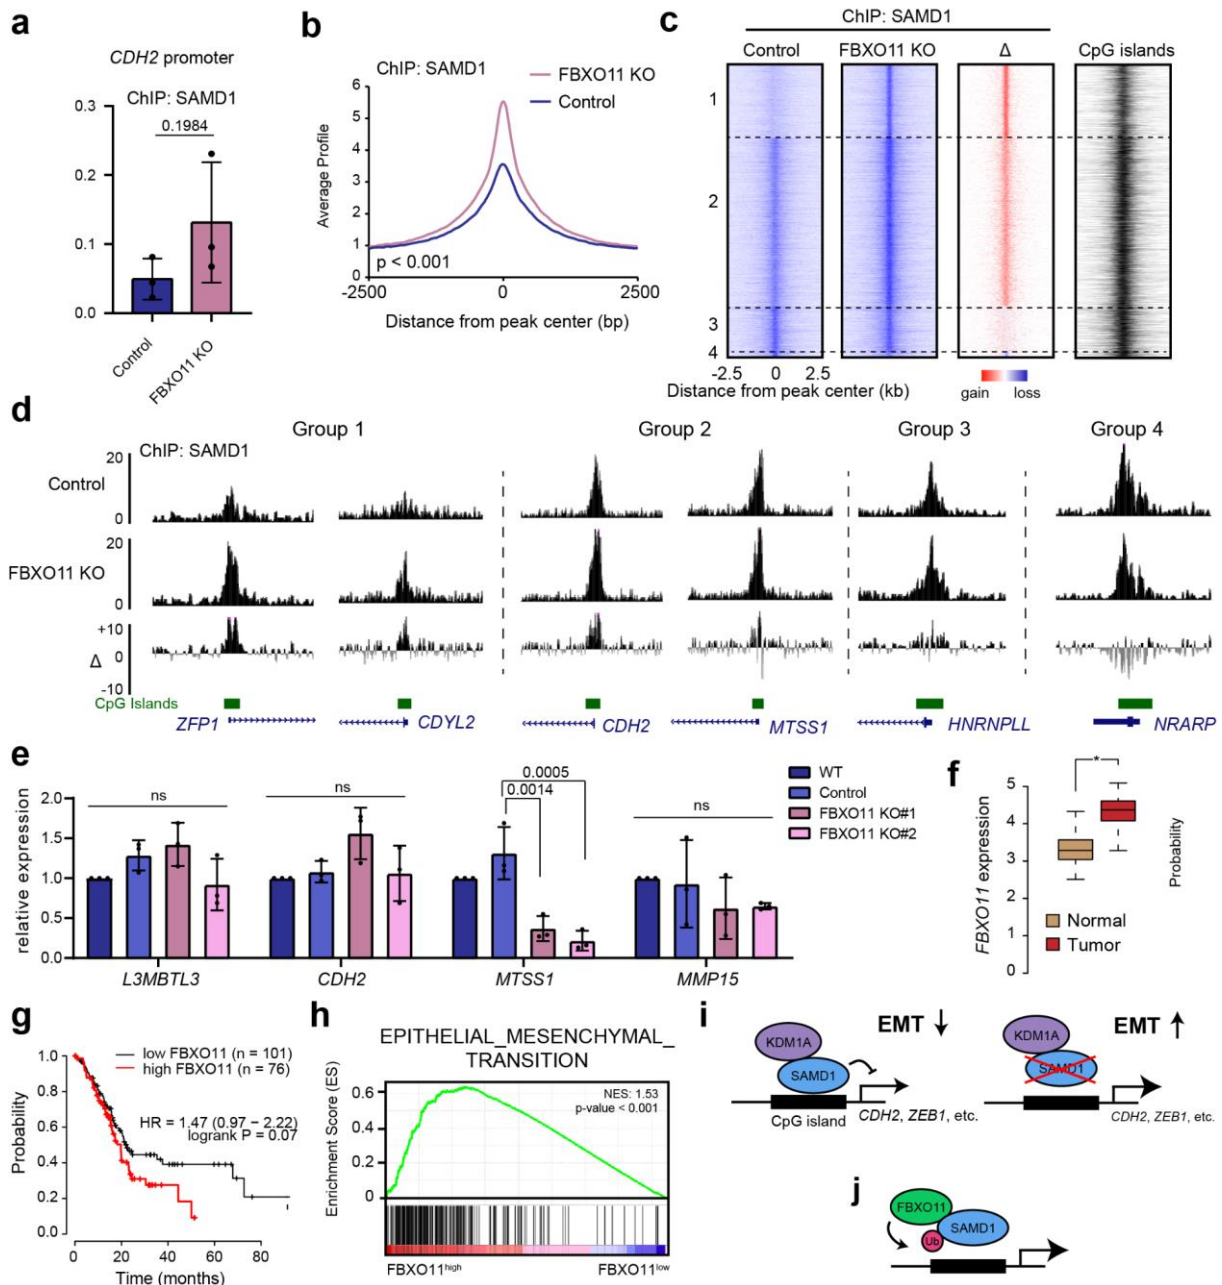 a
CDH2 promoter
ChIP: SAMD1
0.1984
0.3
0.2
0.1
0.0
Control
FBXO11 KO
b
ChIP: SAMD1
FBXO11 KO
Control
Average Profile
6
5
4
3
2
1
0
p < 0.001
-2500 0 2500
Distance from peak center (bp)
c
ChIP: SAMD1
Control FBXO11 KO Δ CpG islands
1
2
3
4
-2.5 0 2.5
Distance from peak center (kb)
gain loss
d
Group 1 Group 2 Group 3 Group 4
ChIP: SAMD1
Control
20
10
0
FBXO11 KO
20
10
0
Δ
+10
0
-10
CpG Islands
ZFP1 CDYL2 CDH2 MTSS1 HNRNPLL NRARP
e
relative expression
2.0
1.5
1.0
0.5
0.0
ns ns 0.0005 ns
0.0014
WT
Control
FBXO11 KO#1
FBXO11 KO#2
L3MBTL3 CDH2 MTSS1 MMP15
f
FBXO11 expression
5
4
3
2
1
0
*
Normal
Tumor
Probability
g
Probability
1.0
0.8
0.6
0.4
0.2
0.0
low FBXO11 (n = 101)
high FBXO11 (n = 76)
HR = 1.47 (0.97 − 2.22)
logrank P = 0.07
0 20 40 60 80
Time (months)
h
EPITHELIAL_MESENCHYMAL_
TRANSITION
Enrichment Score (ES)
0.6
0.4
0.2
0
NES: 1.53
p-value < 0.001
FBXO11high FBXO11low
i
EMT
KDM1A
SAMD1
CpG island
CDH2, ZEB1, etc.
EMT
KDM1A
SAMD1
CDH2, ZEB1, etc.
j
FBXO11
SAMD1
Ub